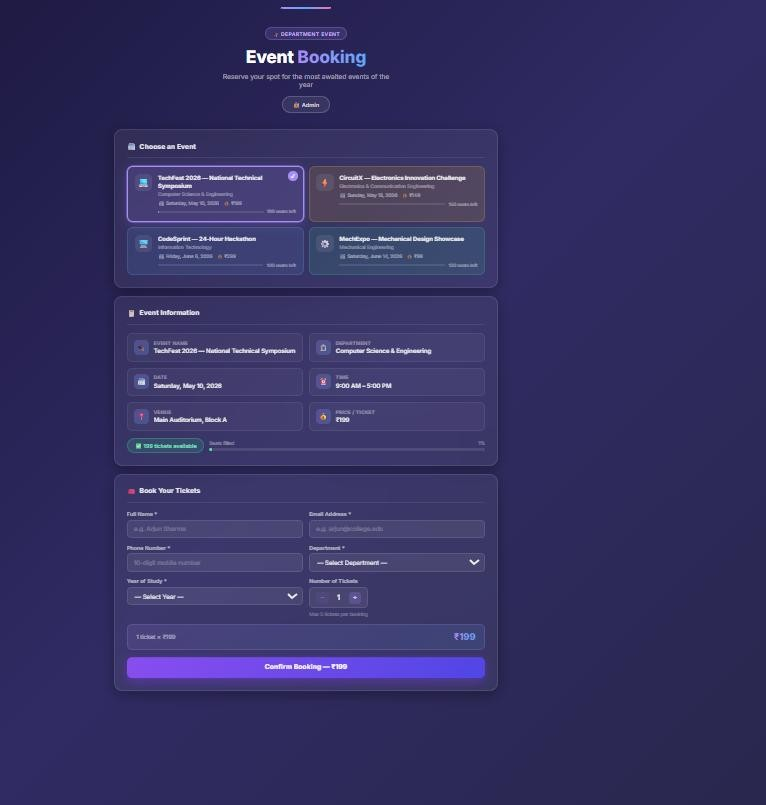 DEPARTMENT EVENT
Event Booking
Reserve your spot for the most awaited events of the
year
Admin
Choose an Event
TechFest 2026 — National Technical
Symposium
Computer Science & Engineering
Saturday, May 10, 2026 ₹199
199 seats left
CircuitX — Electronics Innovation Challenge
Electronics & Communication Engineering
Sunday, May 18, 2026 ₹149
150 seats left
CodeSprint — 24-Hour Hackathon
Information Technology
Friday, June 5, 2026 ₹299
100 seats left
MechExpo — Mechanical Design Showcase
Mechanical Engineering
Saturday, June 14, 2026 ₹99
120 seats left
Event Information
EVENT NAME
TechFest 2026 — National Technical Symposium
DEPARTMENT
Computer Science & Engineering
DATE
Saturday, May 10, 2026
TIME
9:00 AM – 5:00 PM
VENUE
Main Auditorium, Block A
PRICE / TICKET
₹199
199 tickets available
Seats filled 1%
Book Your Tickets
Full Name *
e.g. Arjun Sharma
Email Address *
e.g. arjun@college.edu
Phone Number *
10-digit mobile number
Department *
— Select Department —
Year of Study *
— Select Year —
Number of Tickets
− 1 +
Max 5 tickets per booking
1 ticket × ₹199 ₹199
Confirm Booking — ₹199